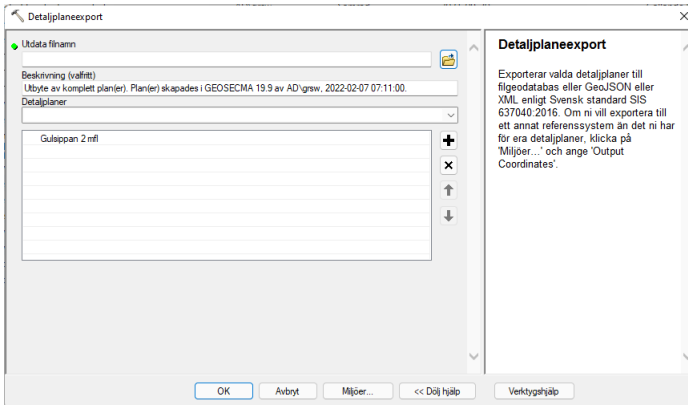 Detaljplaneexport
Utdata filnamn
Beskrivning (valfritt)
Utbyte av komplett plan(er). Plan(er) skapades i GEOSECMA 19.9 av AD\grsw, 2022-02-07 07:11:00.
Detaljplaner
Gulsippan 2 mfl
OK
Avbryt
Miljöer...
<< Dölj hjälp
Detaljplaneexport
Exporterar valda detaljplaner till
filgeodatabas eller GeoJSON eller
XML enligt Svensk standard SIS
637040:2016. Om ni vill exportera till
ett annat referenssystem än det ni har
för era detaljplaner, klicka på
'Miljöer...' och ange 'Output
Coordinates'.
Verktygshjälp